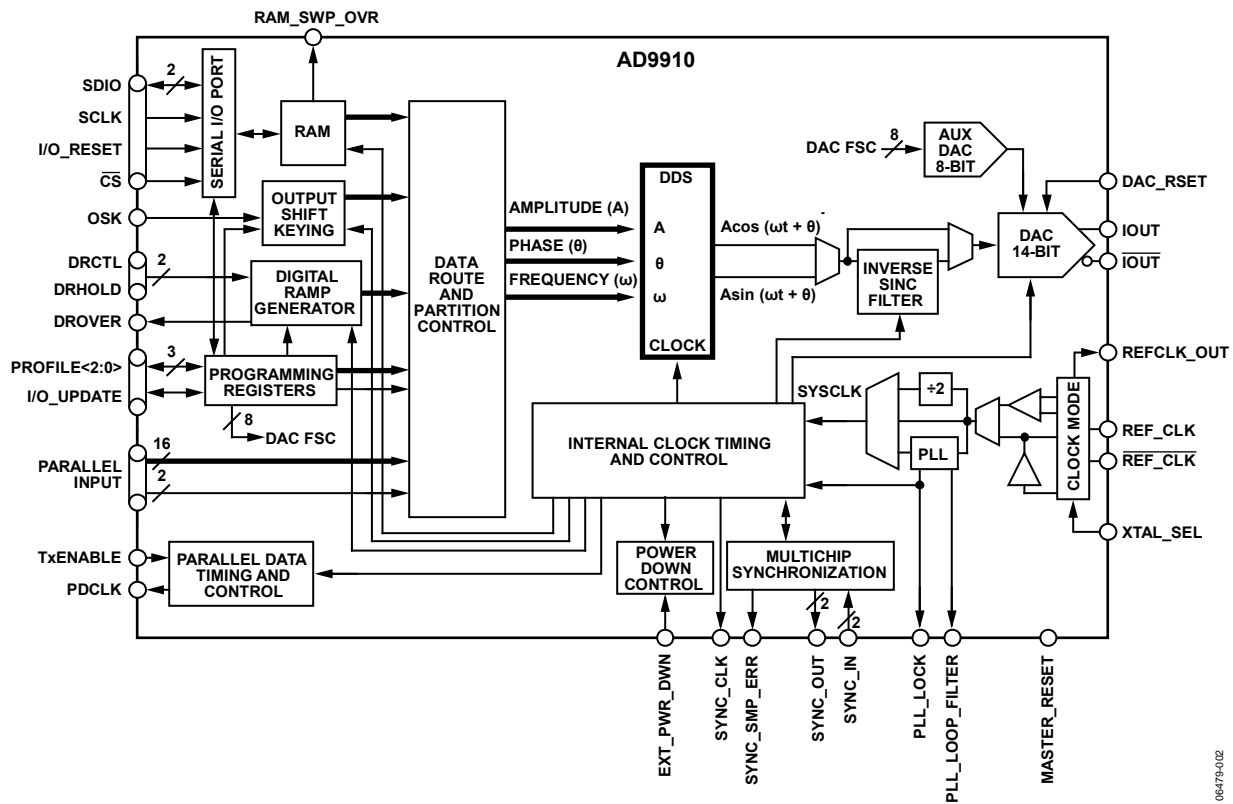 RAM_SWP_OVR
AD9910
SDIO
2
SCLK
I/O_RESET
CS
SERIAL I/O PORT
RAM
OSK
OUTPUT
SHIFT
KEYING
DRCTL
2
DRHOLD
DROVER
DIGITAL
RAMP
GENERATOR
PROFILE<2:0>
3
I/O_UPDATE
PROGRAMMING
REGISTERS
8
DAC FSC
PARALLEL
INPUT
16
2
TxENABLE
PDCLK
PARALLEL DATA
TIMING AND
CONTROL
DATA
ROUTE
AND
PARTITION
CONTROL
AMPLITUDE (A)
PHASE (θ)
FREQUENCY (ω)
DDS
A
θ
ω
CLOCK
Acos (ωt + θ)
Asin (ωt + θ)
DAC FSC
8
AUX
DAC
8-BIT
INVERSE
SINC
FILTER
DAC
14-BIT
DAC_RSET
IOUT
IOUT
REFCLK_OUT
REF_CLK
REF_CLK
XTAL_SEL
CLOCK MODE
SYSCLK
÷2
PLL
INTERNAL CLOCK TIMING
AND CONTROL
POWER
DOWN
CONTROL
MULTICHIP
SYNCHRONIZATION
2
2
EXT_PWR_DWN
SYNC_CLK
SYNC_SMP_ERR
SYNC_OUT
SYNC_IN
PLL_LOCK
PLL_LOOP_FILTER
MASTER_RESET
06479-002